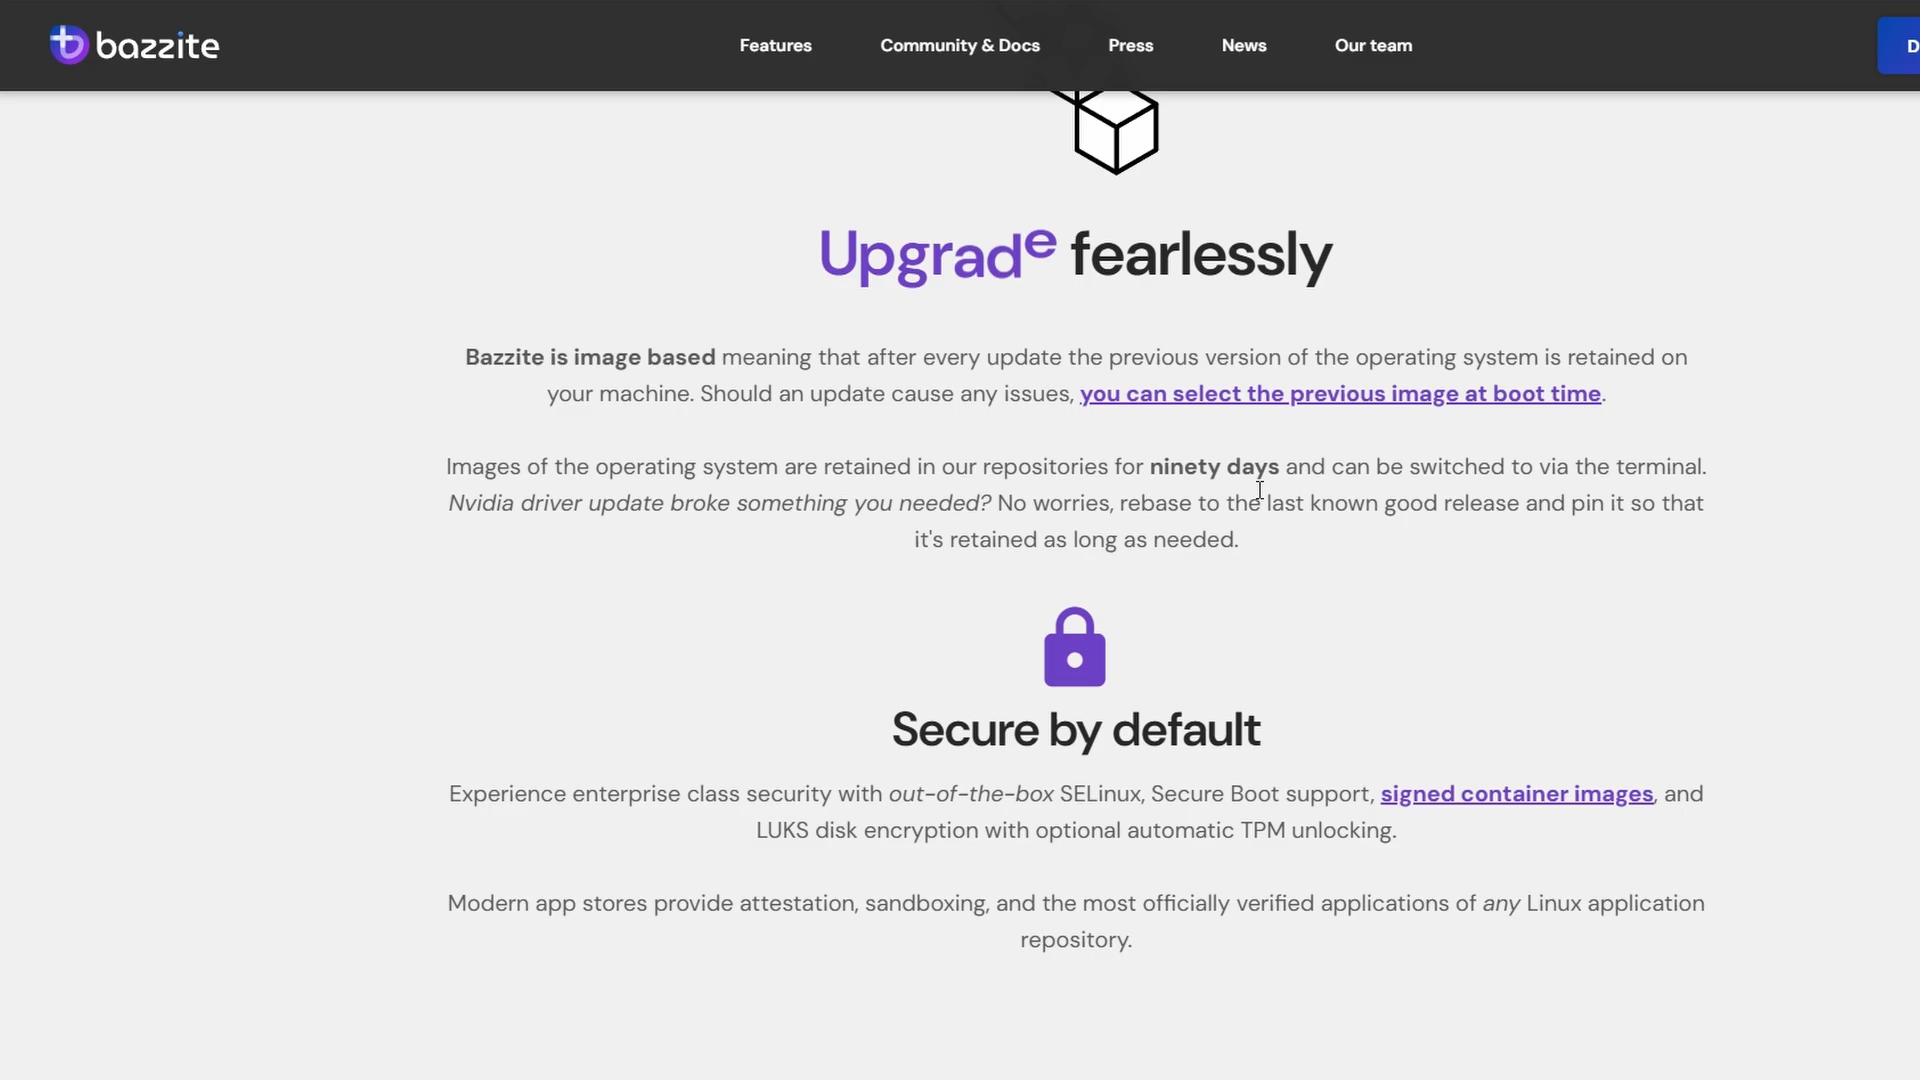 bazzite
Features
Community & Docs
Press
News
Our team
D
Upgrade fearlessly
Bazzite is image based meaning that after every update the previous version of the operating system is retained on
your machine. Should an update cause any issues, you can select the previous image at boot time.
Images of the operating system are retained in our repositories for ninety days and can be switched to via the terminal.
Nvidia driver update broke something you needed? No worries, rebase to the last known good release and pin it so that
it's retained as long as needed.
Secure by default
Experience enterprise class security with out-of-the-box SELinux, Secure Boot support, signed container images, and
LUKS disk encryption with optional automatic TPM unlocking.
Modern app stores provide attestation, sandboxing, and the most officially verified applications of any Linux application
repository.